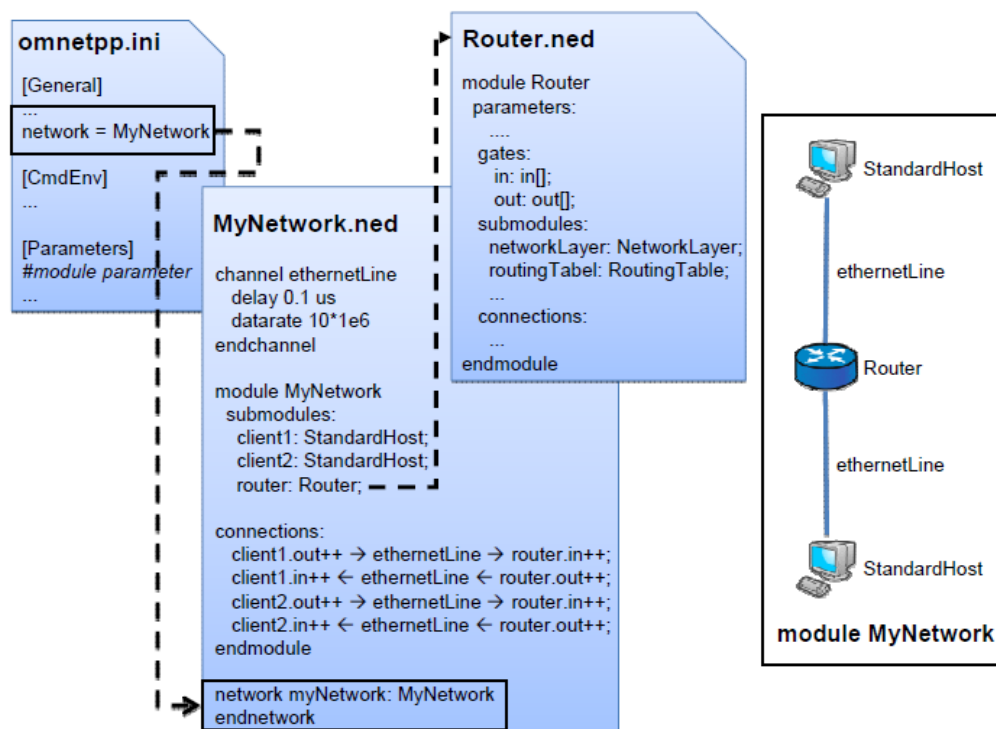 omnetpp.ini
[General]
...
network = MyNetwork
[CmdEnv]
...
[Parameters]
#module parameter
...
MyNetwork.ned
channel ethernetLine
delay 0.1 us
datarate 10*1e6
endchannel
module MyNetwork
submodules:
client1: StandardHost;
client2: StandardHost;
router: Router;
connections:
client1.out++ → ethernetLine → router.in++;
client1.in++ ← ethernetLine ← router.out++;
client2.out++ → ethernetLine → router.in++;
client2.in++ ← ethernetLine ← router.out++;
endmodule
network myNetwork: MyNetwork
endnetwork
Router.ned
module Router
parameters:
....
gates:
in: in[];
out: out[];
submodules:
networkLayer: NetworkLayer;
routingTabel: RoutingTable;
...
connections:
...
endmodule
StandardHost
ethernetLine
Router
ethernetLine
StandardHost
module MyNetwork